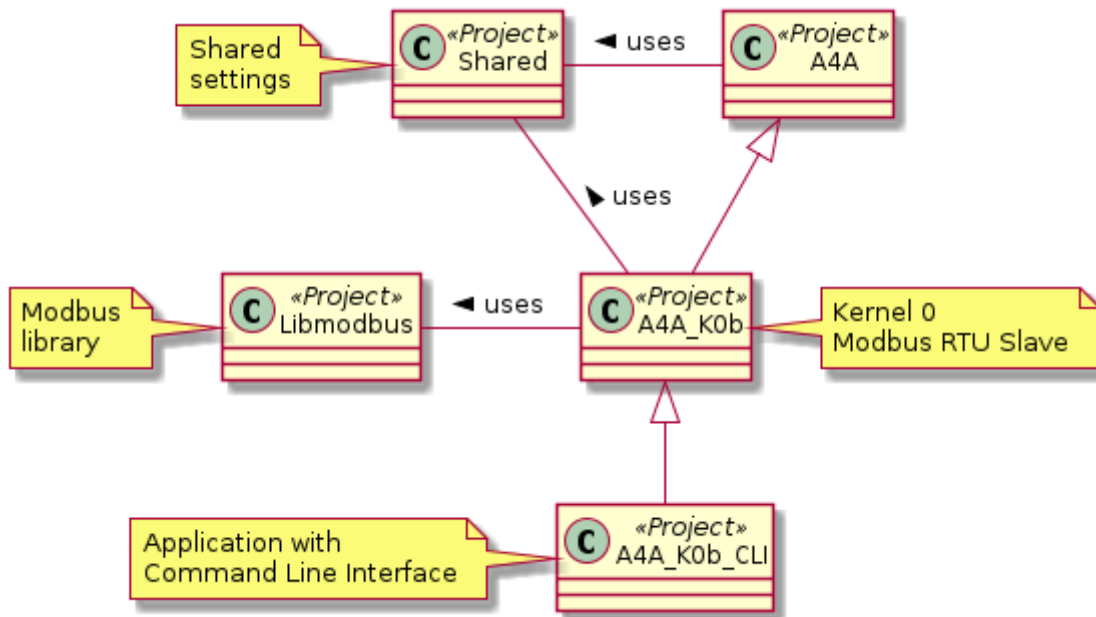 Shared
settings
C
«Project»
Shared
◄ uses
C
«Project»
A4A
◄ uses
Modbus
library
C
«Project»
Libmodbus
◄ uses
C
«Project»
A4A_K0b
Kernel 0
Modbus RTU Slave
Application with
Command Line Interface
C
«Project»
A4A_K0b_CLI